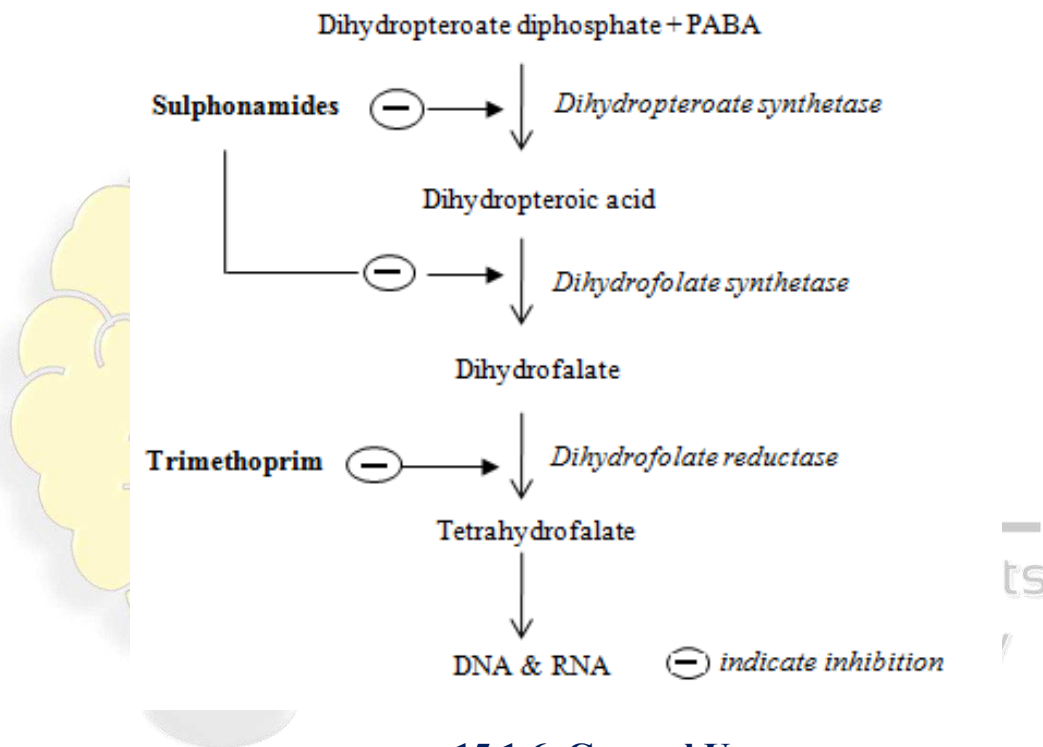 Dihydropteroate diphosphate + PABA
Sulphonamides
Dihydropteroate synthetase
Dihydropteroic acid
Dihydrofolate synthetase
Dihydrofalate
Trimethoprim
Dihydrofolate reductase
Tetrahydrofalate
ts
DNA & RNA
indicate inhibition